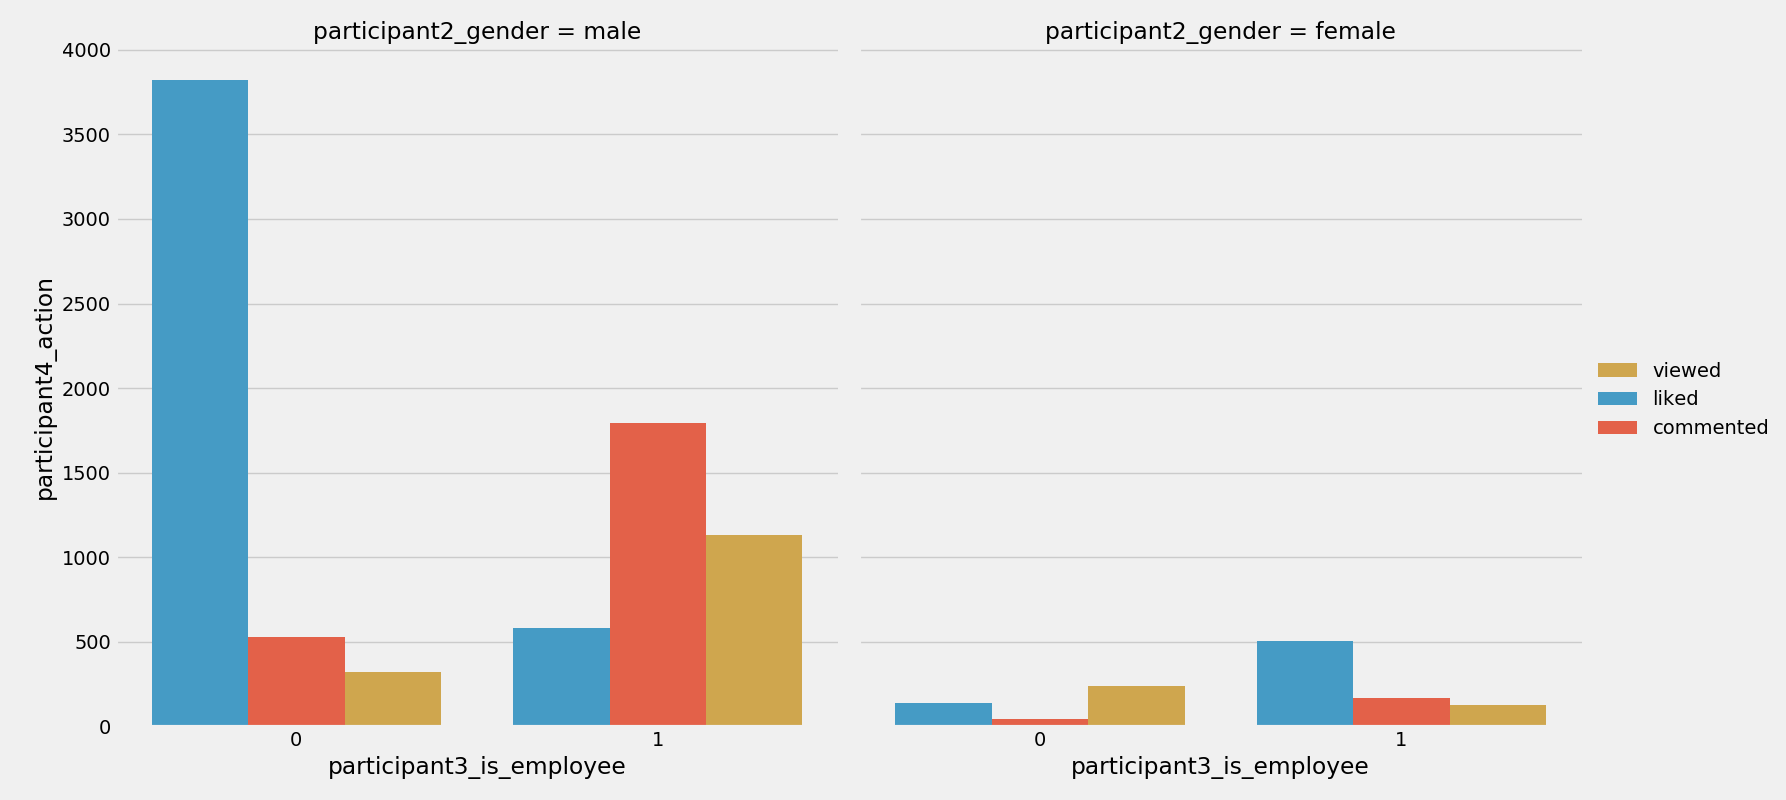 participant2_gender = male
participant2_gender = female
participant4_action
4000
3500
3000
2500
2000
1500
1000
500
0
0 1
0 1
participant3_is_employee
participant3_is_employee
viewed
liked
commented